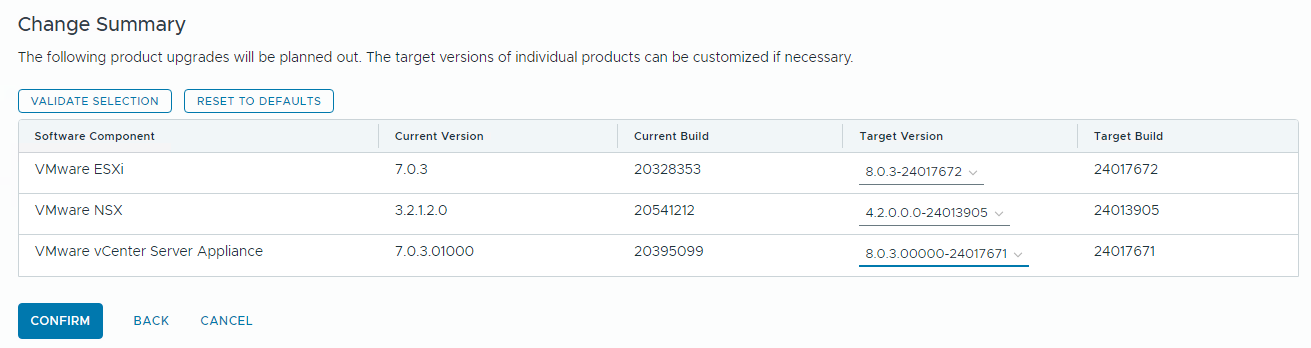 Change Summary
The following product upgrades will be planned out. The target versions of individual products can be customized if necessary.
VALIDATE SELECTION RESET TO DEFAULTS
Software Component Current Version Current Build Target Version Target Build
VMware ESXi 7.0.3 20328353 8.0.3-24017672 24017672
VMware NSX 3.2.1.2.0 20541212 4.2.0.0.0-24013905 24013905
VMware vCenter Server Appliance 7.0.3.01000 20395099 8.0.3.00000-24017671 24017671
CONFIRM BACK CANCEL